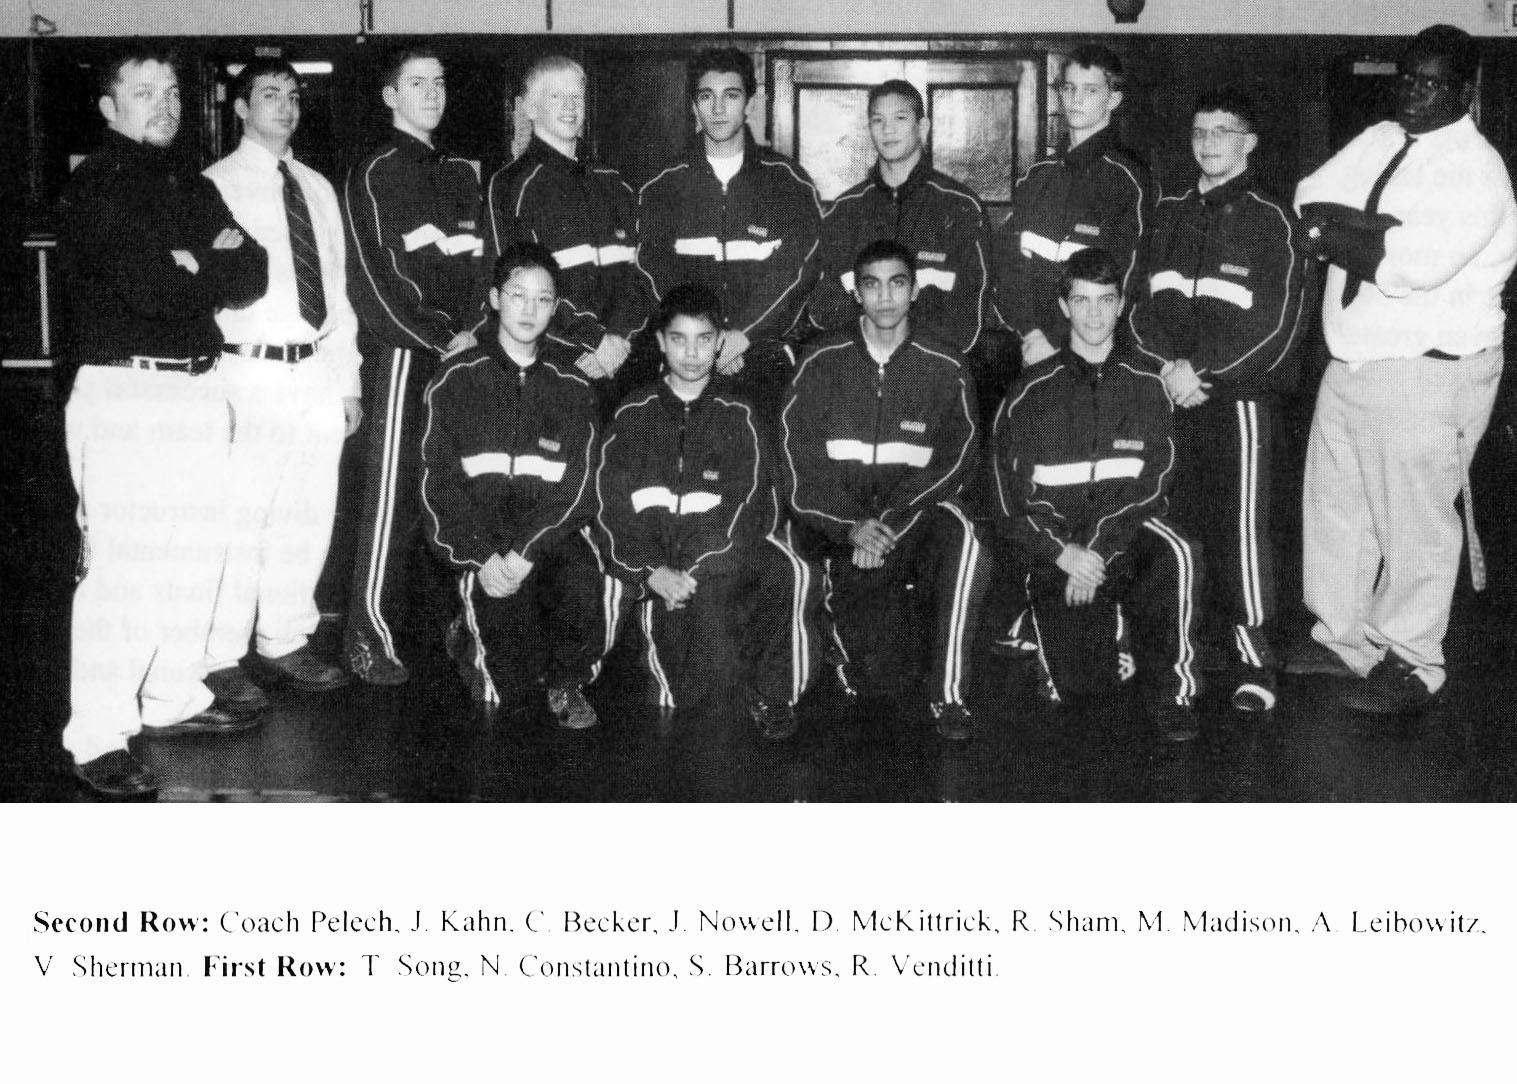 Second Row: Coach Pelech, J. Kahn, C. Becker, J. Nowell, D. McKittrick, R. Sham, M. Madison, A. Leibowitz,
V. Sherman. First Row: T. Song, N. Constantino, S. Barrows, R. Venditti.